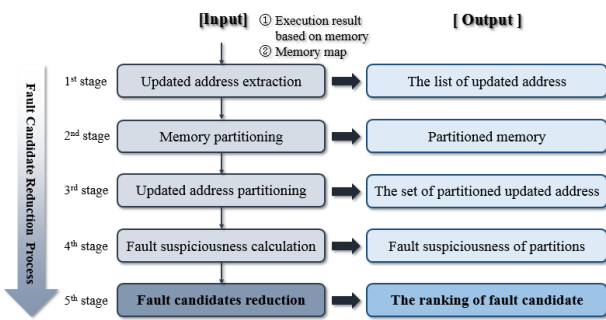 [Input]
① Execution result
based on memory
② Memory map
[ Output ]
Fault Candidate Reduction Process
1st stage
Updated address extraction
The list of updated address
2nd stage
Memory partitioning
Partitioned memory
3rd stage
Updated address partitioning
The set of partitioned updated address
4th stage
Fault suspiciousness calculation
Fault suspiciousness of partitions
5th stage
Fault candidates reduction
The ranking of fault candidate